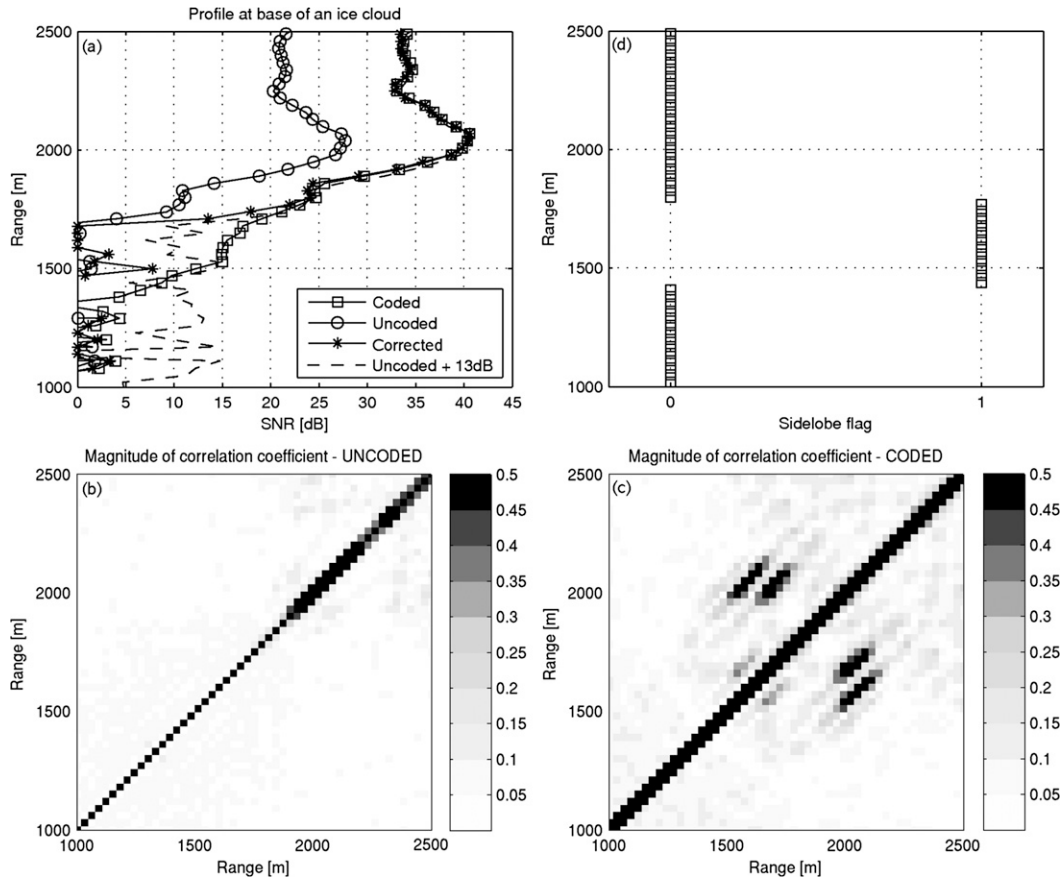 Profile at base of an ice cloud
(a)
2500
2000
1500
1000
Range [m]
0 5 10 15 20 25 30 35 40 45
SNR [dB]
Coded
Uncoded
Corrected
Uncoded + 13dB
(d)
2500
2000
1500
1000
Range [m]
0 1
Sidelobe flag
Magnitude of correlation coefficient - UNCODED
(b)
2500
2000
1500
1000
Range [m]
1000 1500 2000 2500
Range [m]
0.5
0.45
0.4
0.35
0.3
0.25
0.2
0.15
0.1
0.05
Magnitude of correlation coefficient - CODED
(c)
2500
2000
1500
1000
Range [m]
1000 1500 2000 2500
Range [m]
0.5
0.45
0.4
0.35
0.3
0.25
0.2
0.15
0.1
0.05